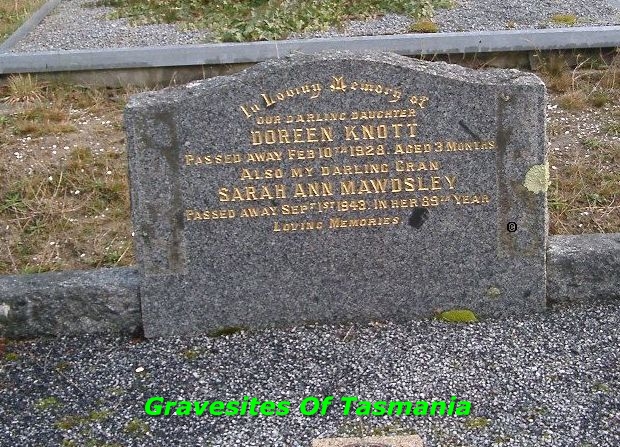 In Loving Memory of
OUR DARLING DAUGHTER
DOREEN KNOTT
PASSED AWAY FEB 10TH 1929. AGED 3 MONTHS
ALSO MY DARLING GRAN
SARAH ANN MAWDSLEY
PASSED AWAY SEPT 1ST 1943. IN HER 89TH YEAR
LOVING MEMORIES
Gravesites Of Tasmania